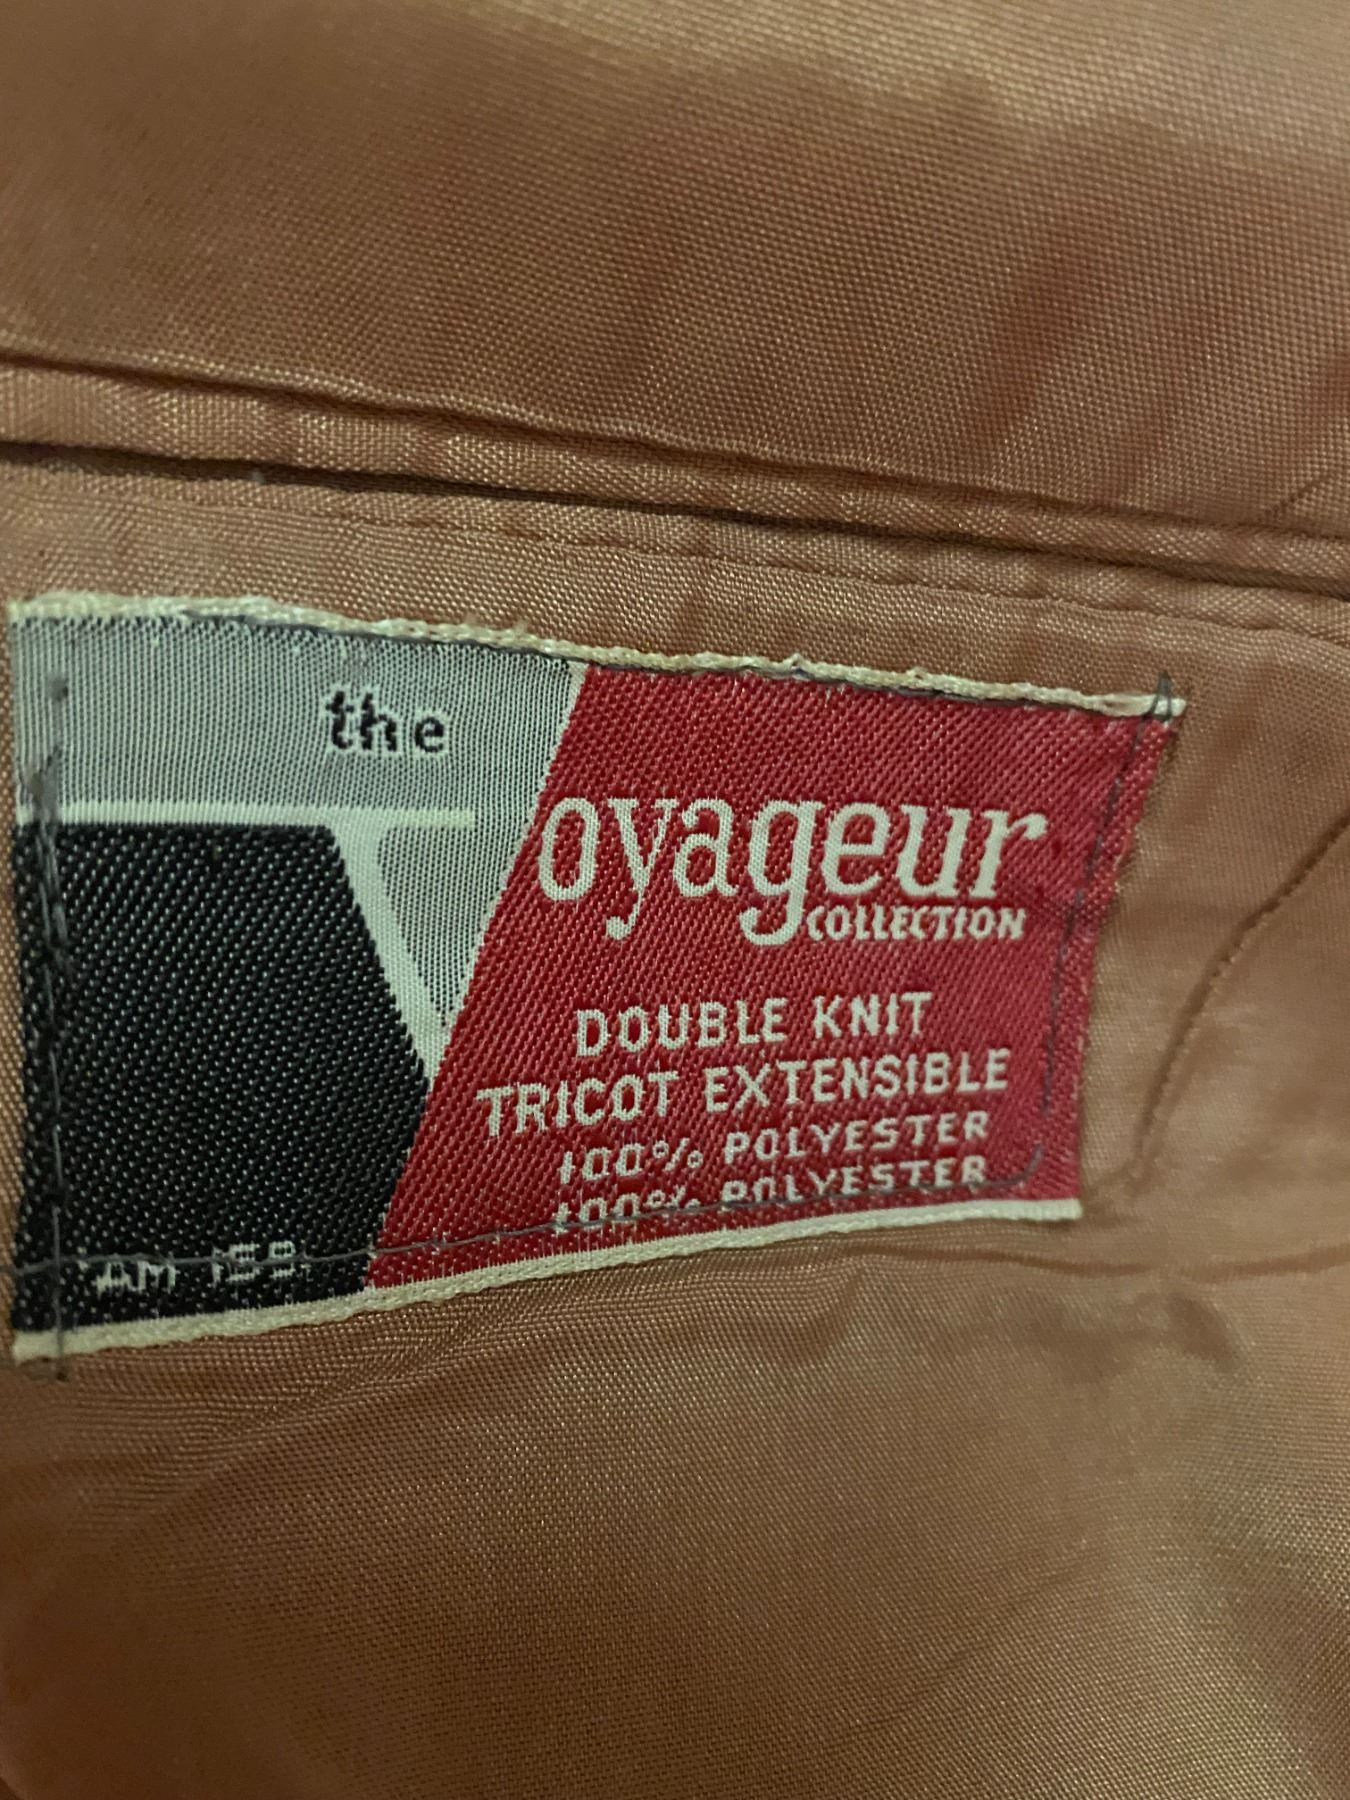 the
Voyageur
COLLECTION
DOUBLE KNIT
TRICOT EXTENSIBLE
100% POLYESTER
100% POLYESTER